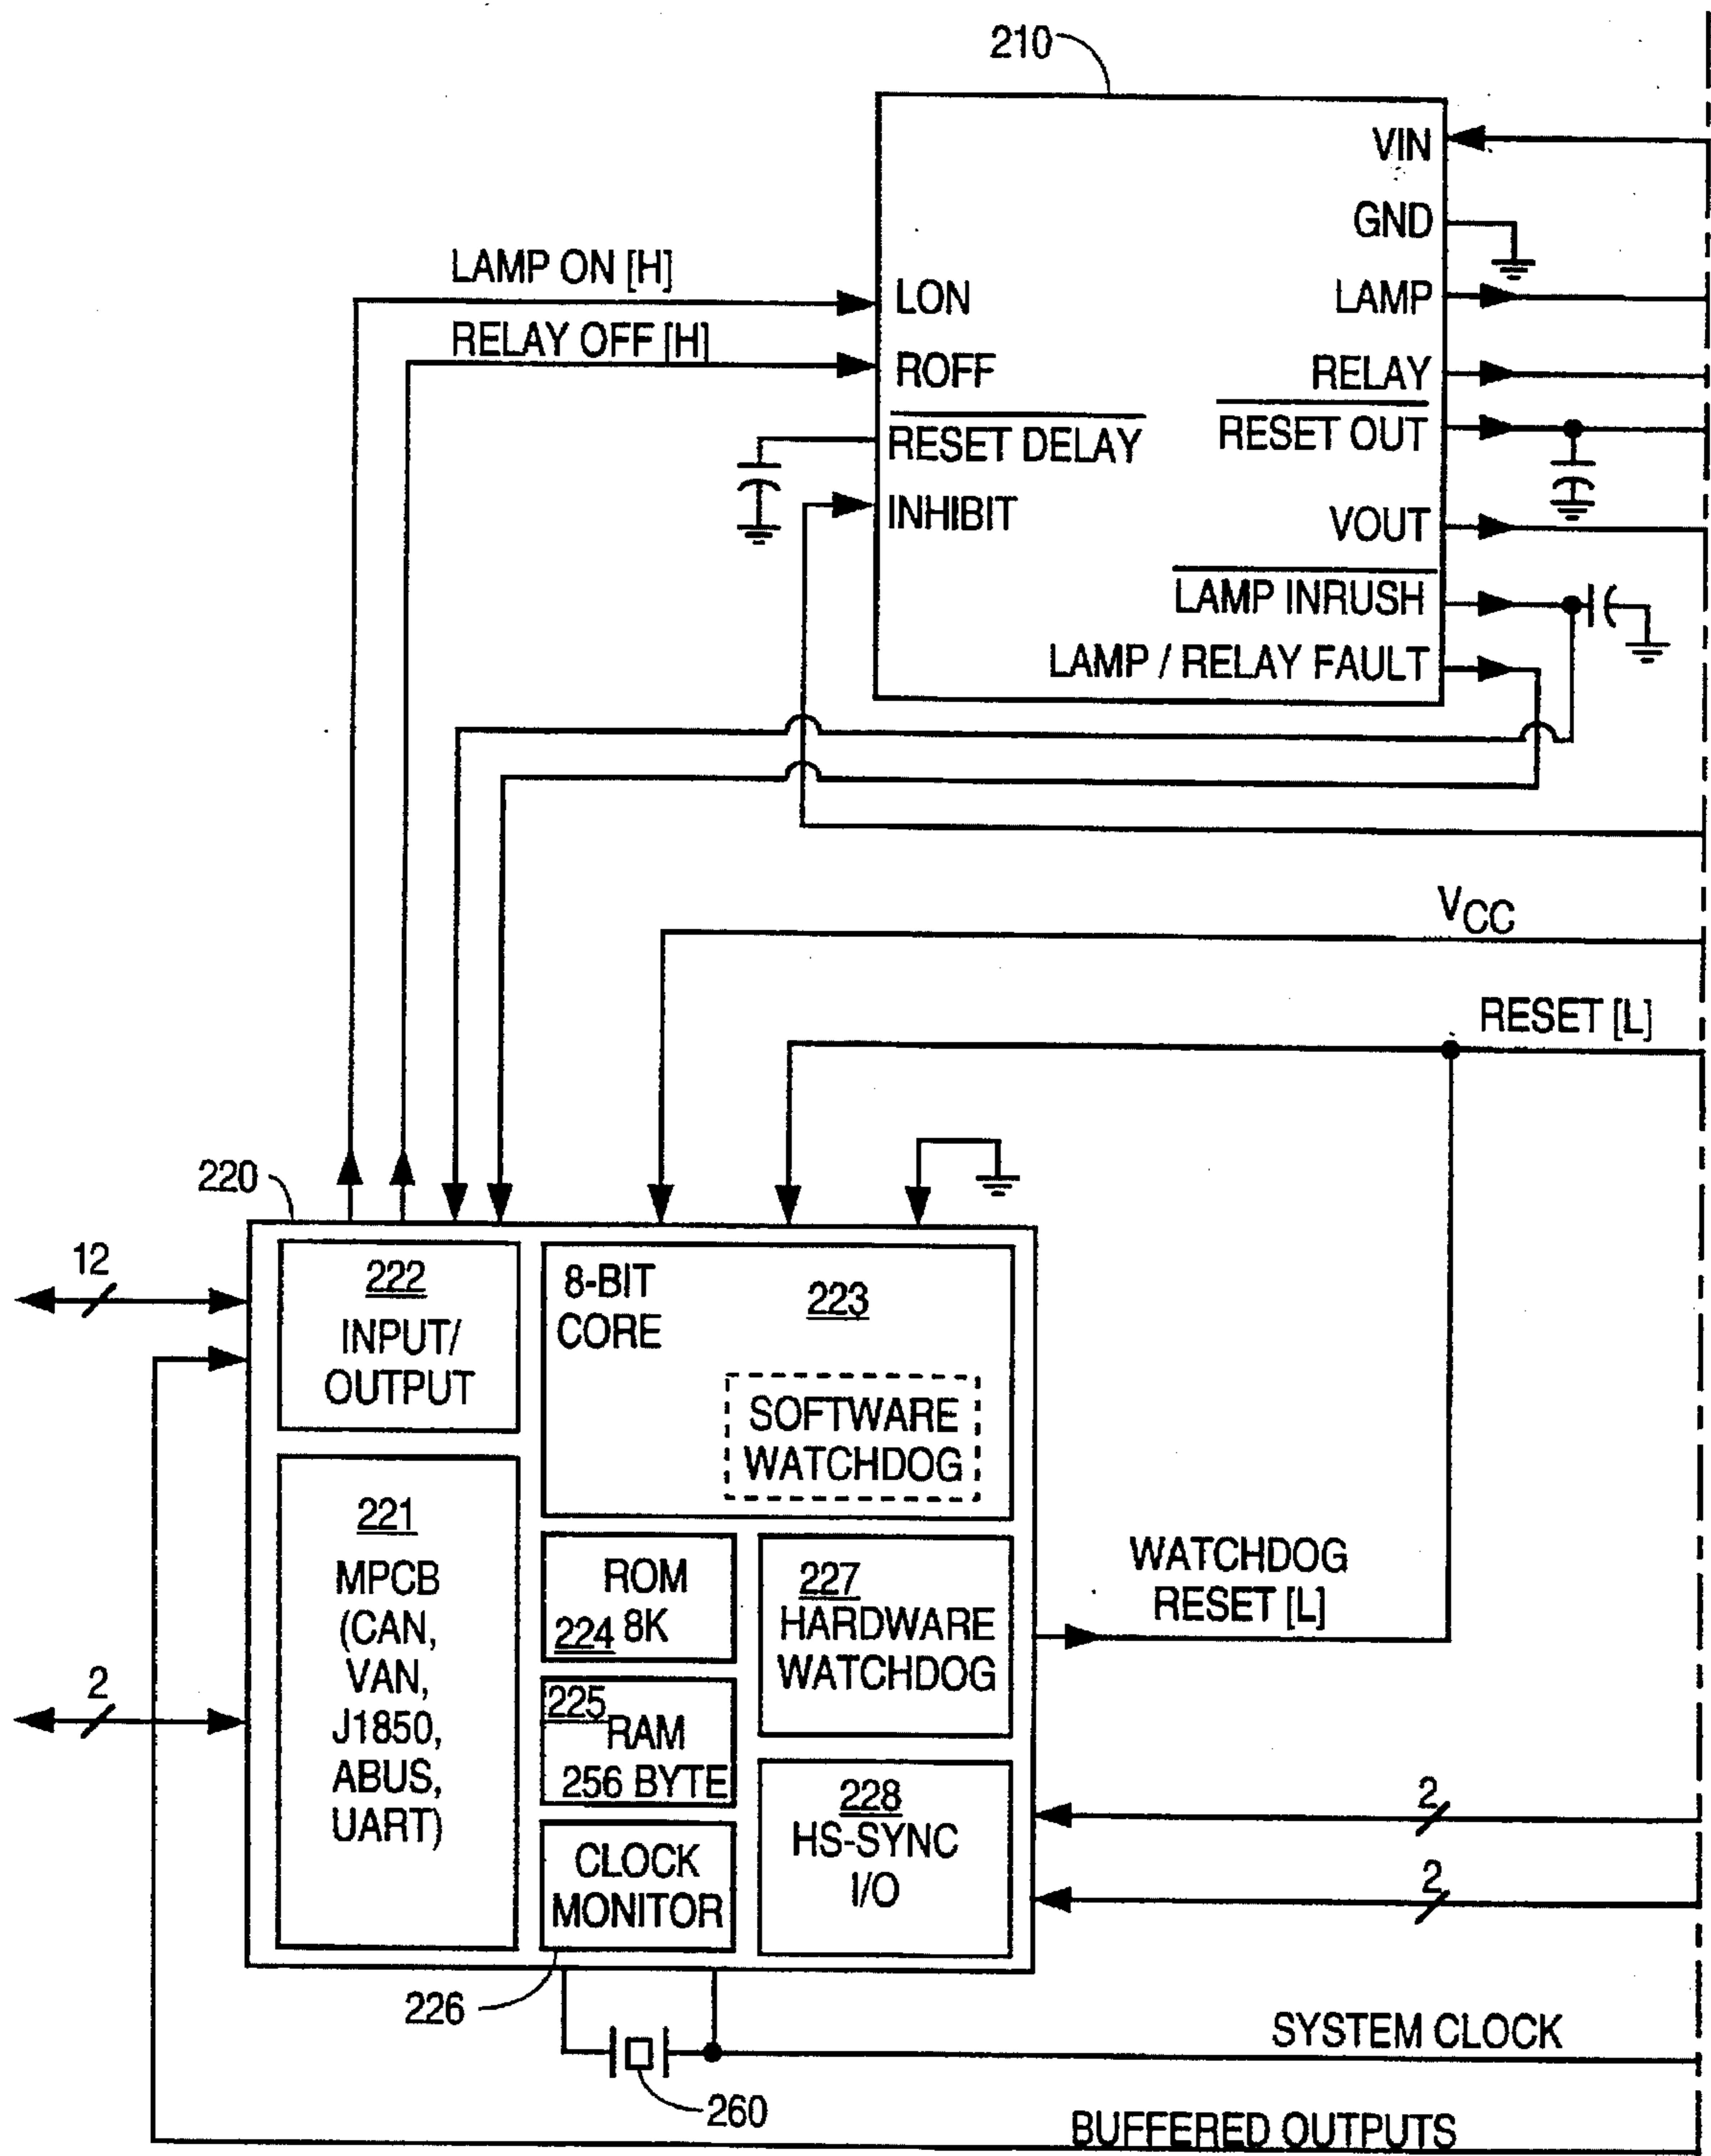 210
VIN
GND
LAMP ON [H]
LON
LAMP
RELAY OFF [H]
ROFF
RELAY
RESET DELAY
RESET OUT
INHIBIT
VOUT
LAMP INRUSH
LAMP / RELAY FAULT
VCC
RESET [L]
220
12
222
INPUT/
OUTPUT
8-BIT
CORE
223
SOFTWARE
WATCHDOG
221
MPCB
(CAN,
VAN,
J1850,
ABUS,
UART)
2
ROM
224 8K
225
RAM
256 BYTE
CLOCK
MONITOR
226
227
HARDWARE
WATCHDOG
WATCHDOG
RESET [L]
228
HS-SYNC
I/O
2
2
SYSTEM CLOCK
260
BUFFERED OUTPUTS